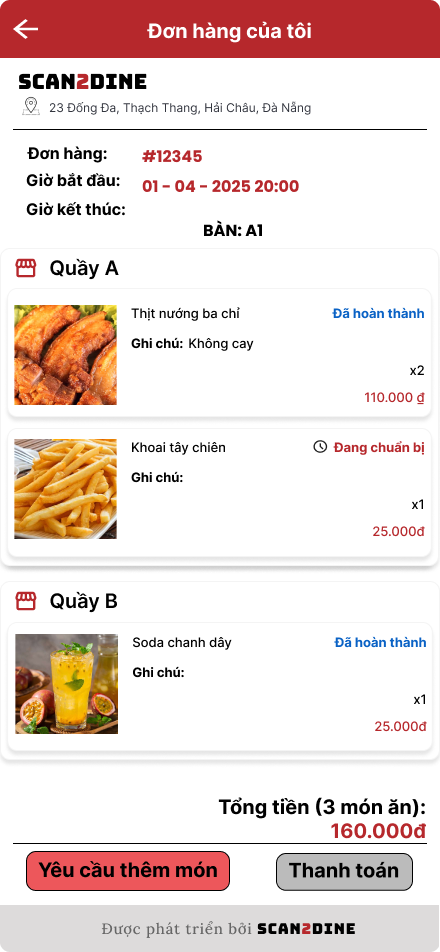 Đơn hàng của tôi
SCAN2DINE
23 Đống Đa, Thạch Thang, Hải Châu, Đà Nẵng
Đơn hàng: #12345
Giờ bắt đầu: 01 - 04 - 2025 20:00
Giờ kết thúc:
BÀN: A1
Quầy A
Thịt nướng ba chỉ Đã hoàn thành
Ghi chú: Không cay
x2
110.000 ₫
Khoai tây chiên Đang chuẩn bị
Ghi chú:
x1
25.000đ
Quầy B
Soda chanh dây Đã hoàn thành
Ghi chú:
x1
25.000đ
Tổng tiền (3 món ăn):
160.000đ
Yêu cầu thêm món Thanh toán
Được phát triển bởi SCAN2DINE